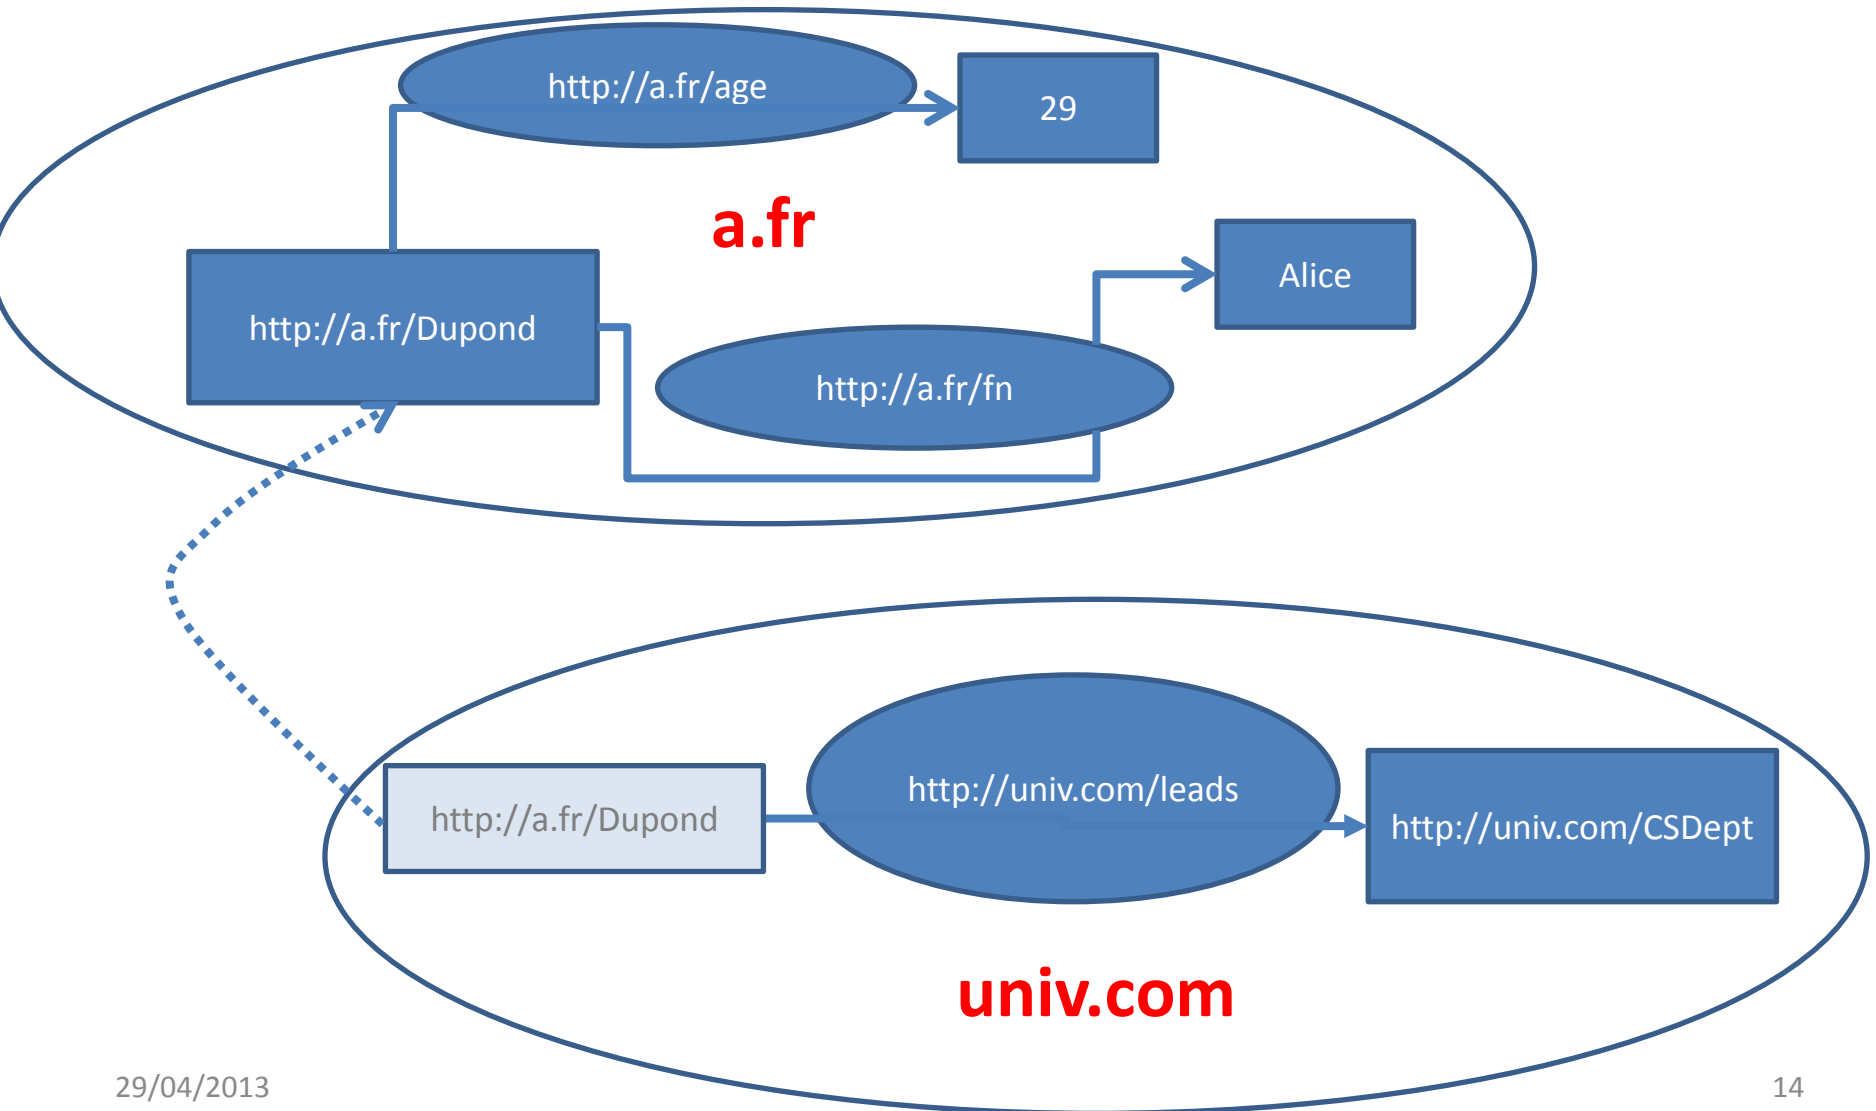 http://a.fr/age
29
a.fr
Alice
http://a.fr/Dupond
http://a.fr/fn
http://univ.com/leads
http://a.fr/Dupond
http://univ.com/CSDept
univ.com
29/04/2013
14